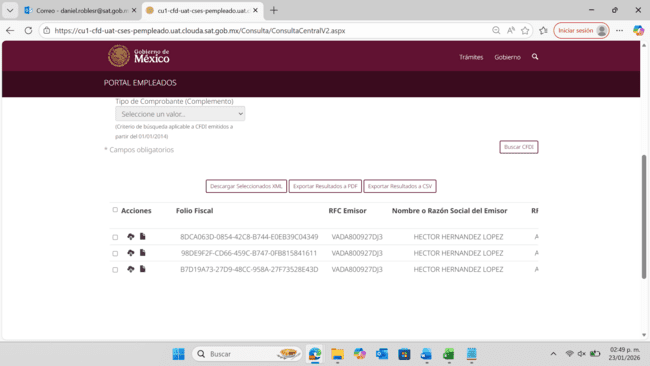 Correo - daniel.roblesr@sat.gob.m
cu1-cfd-uat-cses-pempleado.uat.c
https://cu1-cfd-uat-cses-pempleado.uat.clouda.sat.gob.mx/Consulta/ConsultaCentralV2.aspx
Iniciar sesión
Gobierno de
México
Trámites
Gobierno
PORTAL EMPLEADOS
Tipo de Comprobante (Complemento)
Seleccione un valor...
(Criterio de búsqueda aplicable a CFDI emitidos a
partir del 01/01/2014)
* Campos obligatorios
Buscar CFDI
Descargar Seleccionados XML
Exportar Resultados a PDF
Exportar Resultados a CSV
Acciones Folio Fiscal RFC Emisor Nombre o Razón Social del Emisor RF
8DCA063D-0854-42C8-B744-E0EB39C04349 VADA800927DJ3 HECTOR HERNANDEZ LOPEZ A
98DE9F2F-CD66-459C-B747-0FB815841611 VADA800927DJ3 HECTOR HERNANDEZ LOPEZ A
B7D19A73-27D9-48CC-958A-27F73528E43D VADA800927DJ3 HECTOR HERNANDEZ LOPEZ A
Buscar
02:49 p. m.
23/01/2026